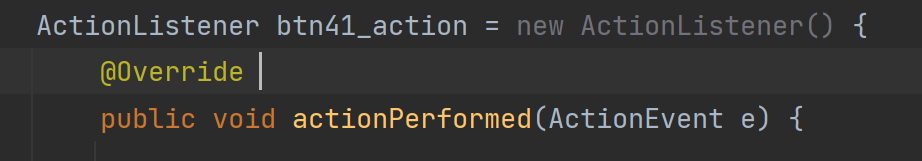 ActionListener btn41_action = new ActionListener() {
@Override
public void actionPerformed(ActionEvent e) {